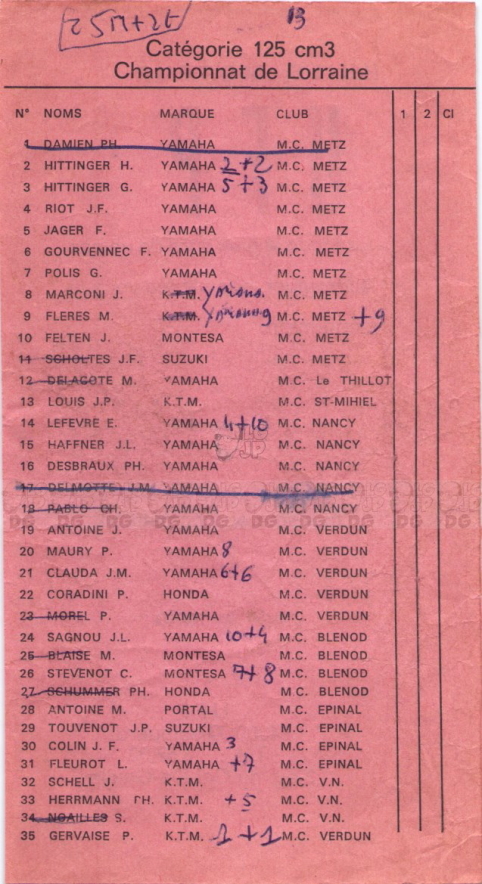 25M+2E
13
Catégorie 125 cm3
Championnat de Lorraine
N° NOMS MARQUE CLUB 1 2 Cl
1 DAMIEN PH. YAMAHA M.C. METZ
2 HITTINGER H. YAMAHA 2+2 M.C. METZ
3 HITTINGER G. YAMAHA 5+3 M.C. METZ
4 RIOT J.F. YAMAHA M.C. METZ
5 JAGER F. YAMAHA M.C. METZ
6 GOURVENNEC F. YAMAHA M.C. METZ
7 POLIS G. YAMAHA M.C. METZ
8 MARCONI J. K.T.M. M.C. METZ
9 FLERES M. K.T.M. 9 M.C. METZ +9
10 FELTEN J. MONTESA M.C. METZ
11 SCHOLTES J.F. SUZUKI M.C. METZ
12 DELACOTE M. YAMAHA M.C. Le THILLOT
13 LOUIS J.P. K.T.M. M.C. ST-MIHIEL
14 LEFEVRE E. YAMAHA 4+10 M.C. NANCY
15 HAFFNER J.L. YAMAHA M.C. NANCY
16 DESBRAUX PH. YAMAHA M.C. NANCY
17 DELMOTTE J.M. YAMAHA M.C. NANCY
18 PABLO CH. YAMAHA M.C. NANCY
19 ANTOINE J. YAMAHA M.C. VERDUN
20 MAURY P. YAMAHA 8 M.C. VERDUN
21 CLAUDA J.M. YAMAHA 6+6 M.C. VERDUN
22 CORADINI P. HONDA M.C. VERDUN
23 MOREL P. YAMAHA M.C. VERDUN
24 SAGNOU J.L. YAMAHA 10+4 M.C. BLENOD
25 BLAISE M. MONTESA M.C. BLENOD
26 STEVENOT C. MONTESA 7+8 M.C. BLENOD
27 SCHUMMER PH. HONDA M.C. BLENOD
28 ANTOINE M. PORTAL M.C. EPINAL
29 TOUVENOT J.P. SUZUKI M.C. EPINAL
30 COLIN J. F. YAMAHA 3 M.C. EPINAL
31 FLEUROT L. YAMAHA +7 M.C. EPINAL
32 SCHELL J. K.T.M. M.C. V.N.
33 HERRMANN CH. K.T.M. +5 M.C. V.N.
34 NOAILLES S. K.T.M. M.C. V.N.
35 GERVAISE P. K.T.M. 1+1 M.C. VERDUN